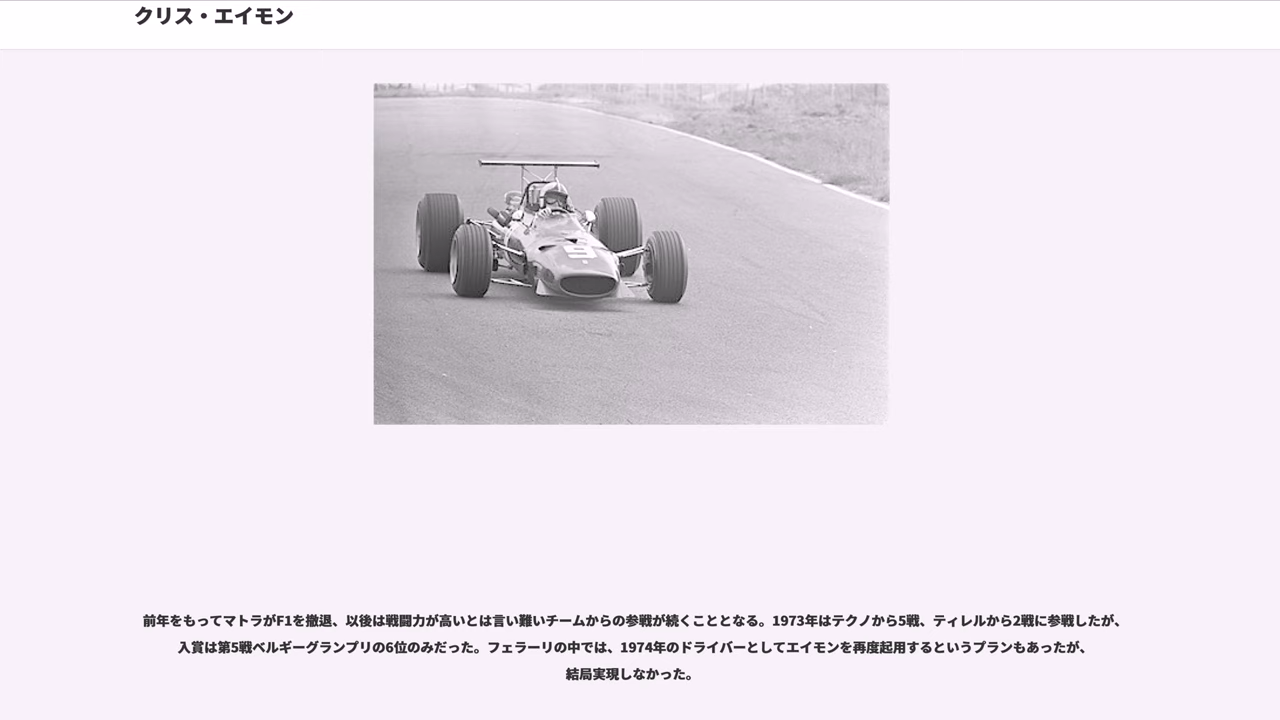 クリス・エイモン
9
前年をもってマトラがF1を撤退、以後は戦闘力が高いとは言い難いチームからの参戦が続くこととなる。1973年はテクノから5戦、ティレルから2戦に参戦したが、
入賞は第5戦ベルギーグランプリの6位のみだった。フェラーリの中では、1974年のドライバーとしてエイモンを再度起用するというプランもあったが、
結局実現しなかった。